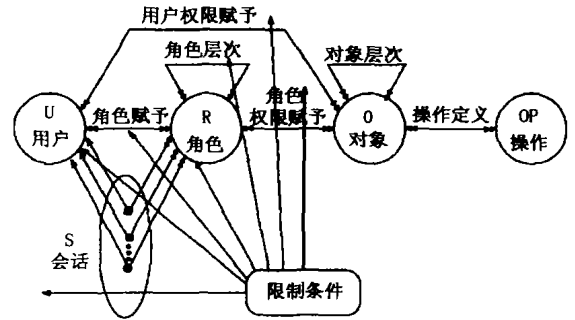 用户权限赋予
角色层次
对象层次
U
用户
角色赋予
R
角色
角色
权限赋予
O
对象
操作定义
OP
操作
S
会话
限制条件